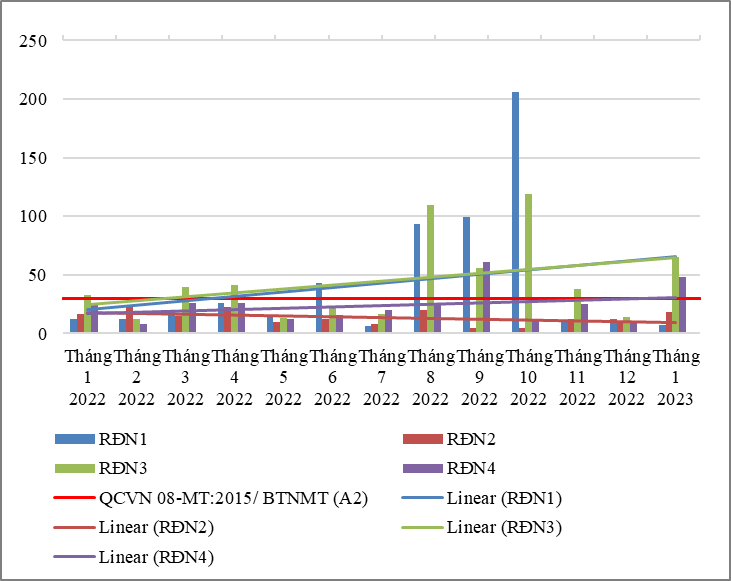 250
200
150
100
50
0
Tháng Tháng Tháng Tháng Tháng Tháng Tháng Tháng Tháng Tháng Tháng Tháng Tháng
1 2 3 4 5 6 7 8 9 10 11 12 1
2022 2022 2022 2022 2022 2022 2022 2022 2022 2022 2022 2022 2023
RĐN1 RĐN2
RĐN3 RĐN4
QCVN 08-MT:2015/ BTNMT (A2) Linear (RĐN1)
Linear (RĐN2) Linear (RĐN3)
Linear (RĐN4)